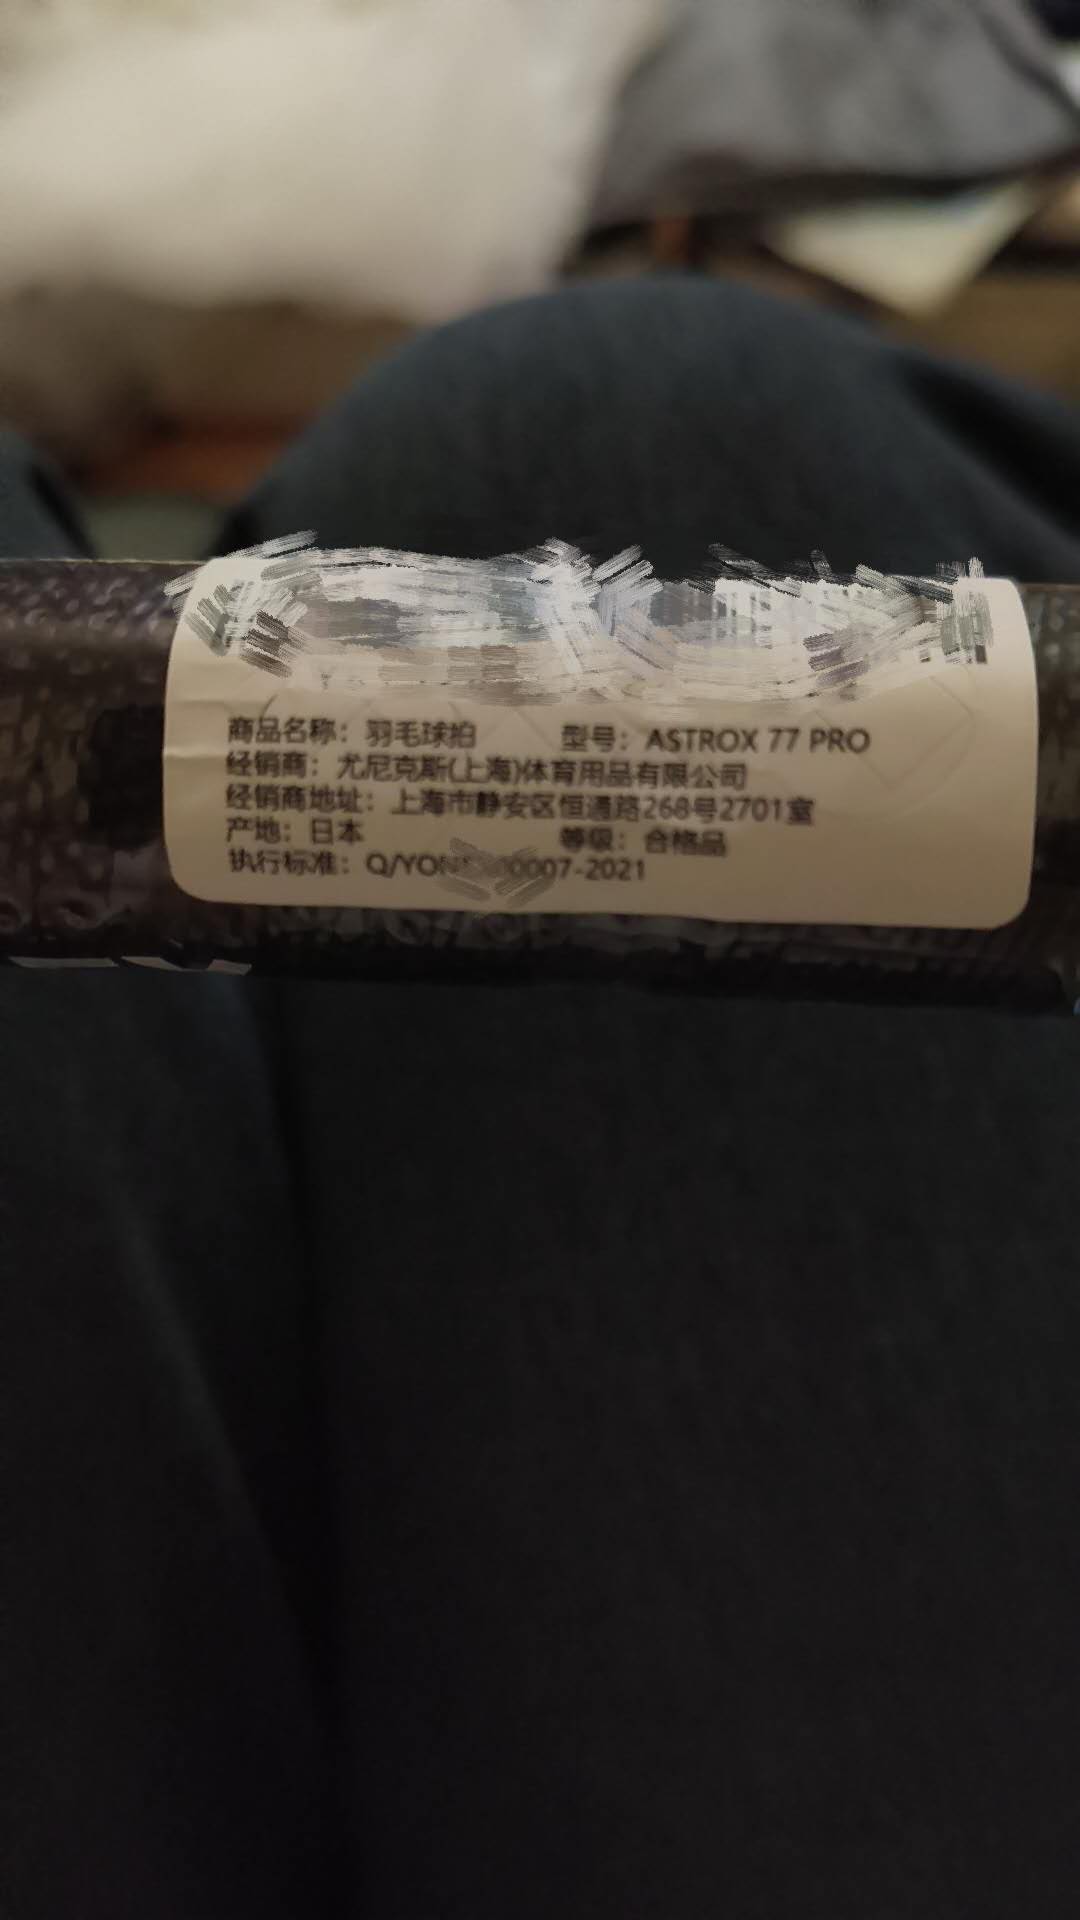 商品名称：羽毛球拍 型号：ASTROX 77 PRO
经销商：尤尼克斯(上海)体育用品有限公司
经销商地址：上海市静安区恒通路268号2701室
产地：日本 等级：合格品
执行标准：Q/YON 0007-2021